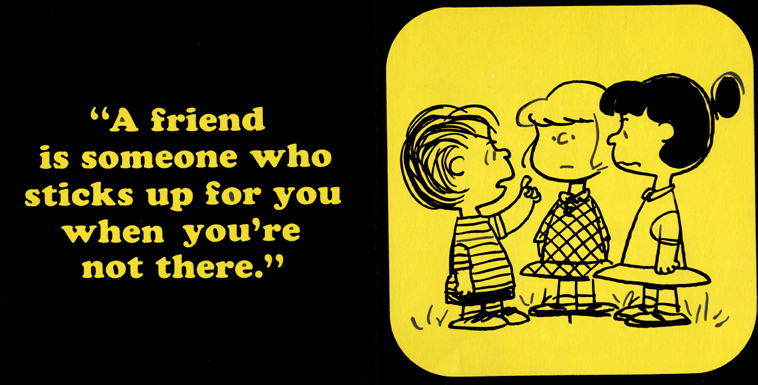 “A friend
is someone who
sticks up for you
when you’re
not there.”